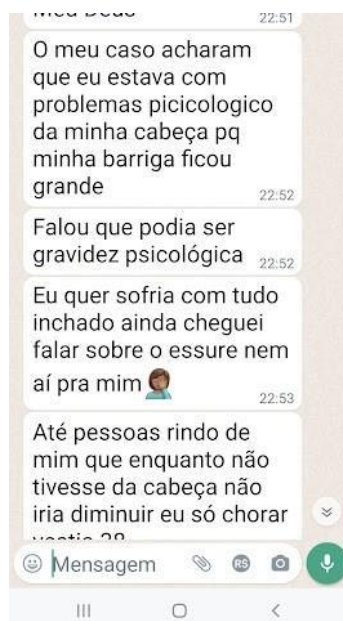 Meu Deus
22:51
O meu caso acharam
que eu estava com
problemas picicologico
da minha cabeça pq
minha barriga ficou
grande
22:52
Falou que podia ser
gravidez psicológica 22:52
Eu quer sofria com tudo
inchado ainda cheguei
falar sobre o essure nem
aí pra mim
22:53
Até pessoas rindo de
mim que enquanto não
tivesse da cabeça não
iria diminuir eu só chorar
Mensagem RS